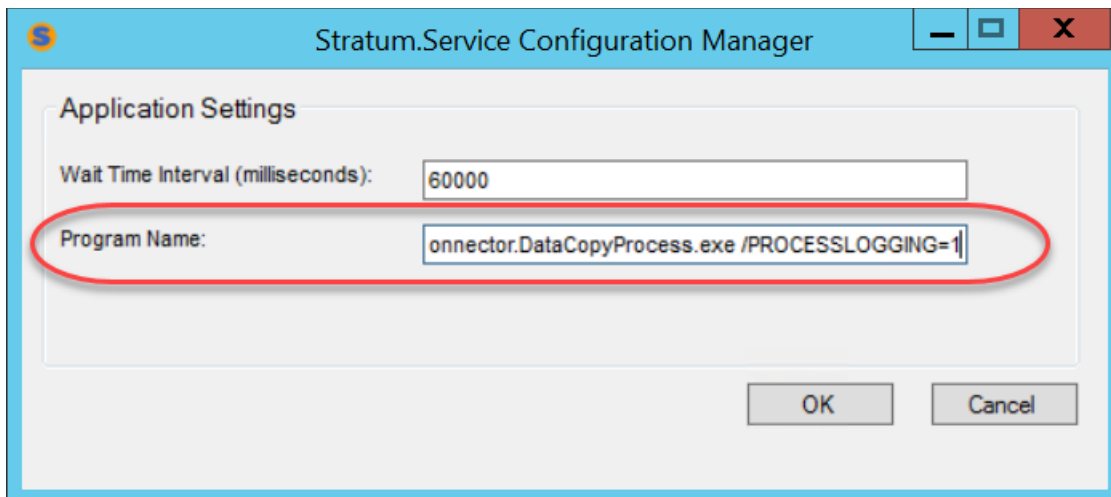 S
Stratum.Service Configuration Manager
X
Application Settings
Wait Time Interval (milliseconds): 60000
Program Name: onnector.DataCopyProcess.exe /PROCESSLOGGING=1
OK Cancel